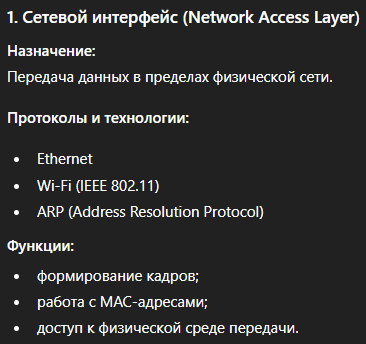 1. Сетевой интерфейс (Network Access Layer)
Назначение:
Передача данных в пределах физической сети.
Протоколы и технологии:
• Ethernet
• Wi-Fi (IEEE 802.11)
• ARP (Address Resolution Protocol)
Функции:
• формирование кадров;
• работа с MAC-адресами;
• доступ к физической среде передачи.